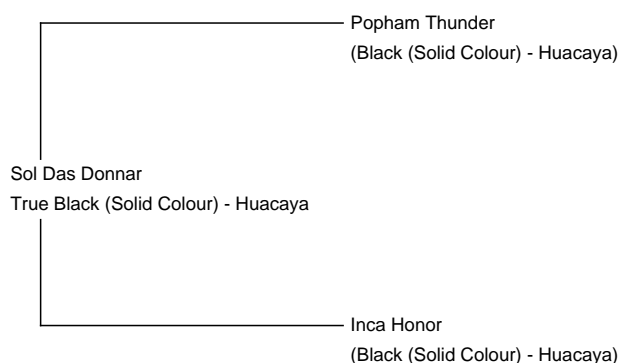 Popham Thunder
(Black (Solid Colour) - Huacaya)
Sol Das Donnar
True Black (Solid Colour) - Huacaya
Inca Honor
(Black (Solid Colour) - Huacaya)